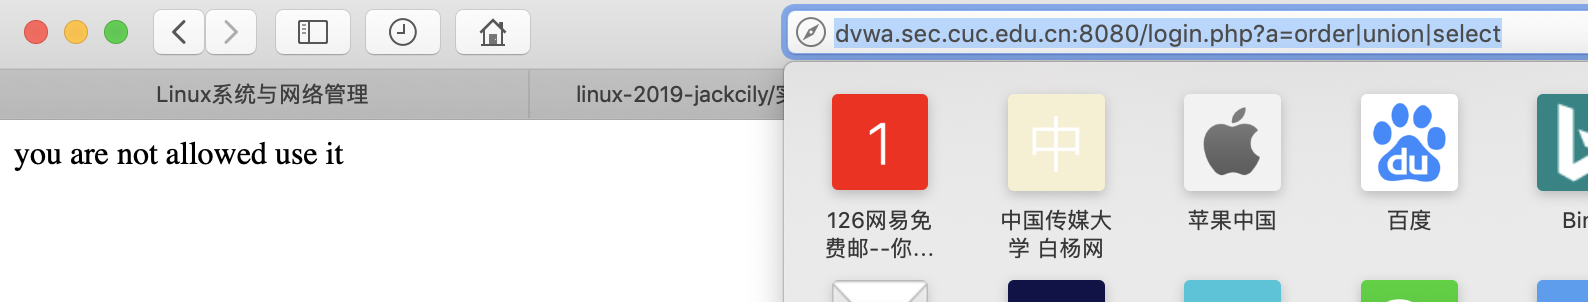 dvwa.sec.cuc.edu.cn:8080/login.php?a=order|union|select
Linux系统与网络管理
linux-2019-jackcily/
you are not allowed use it
1
中
du
126网易免
费邮--你...
中国传媒大
学 白杨网
苹果中国
百度
Bin